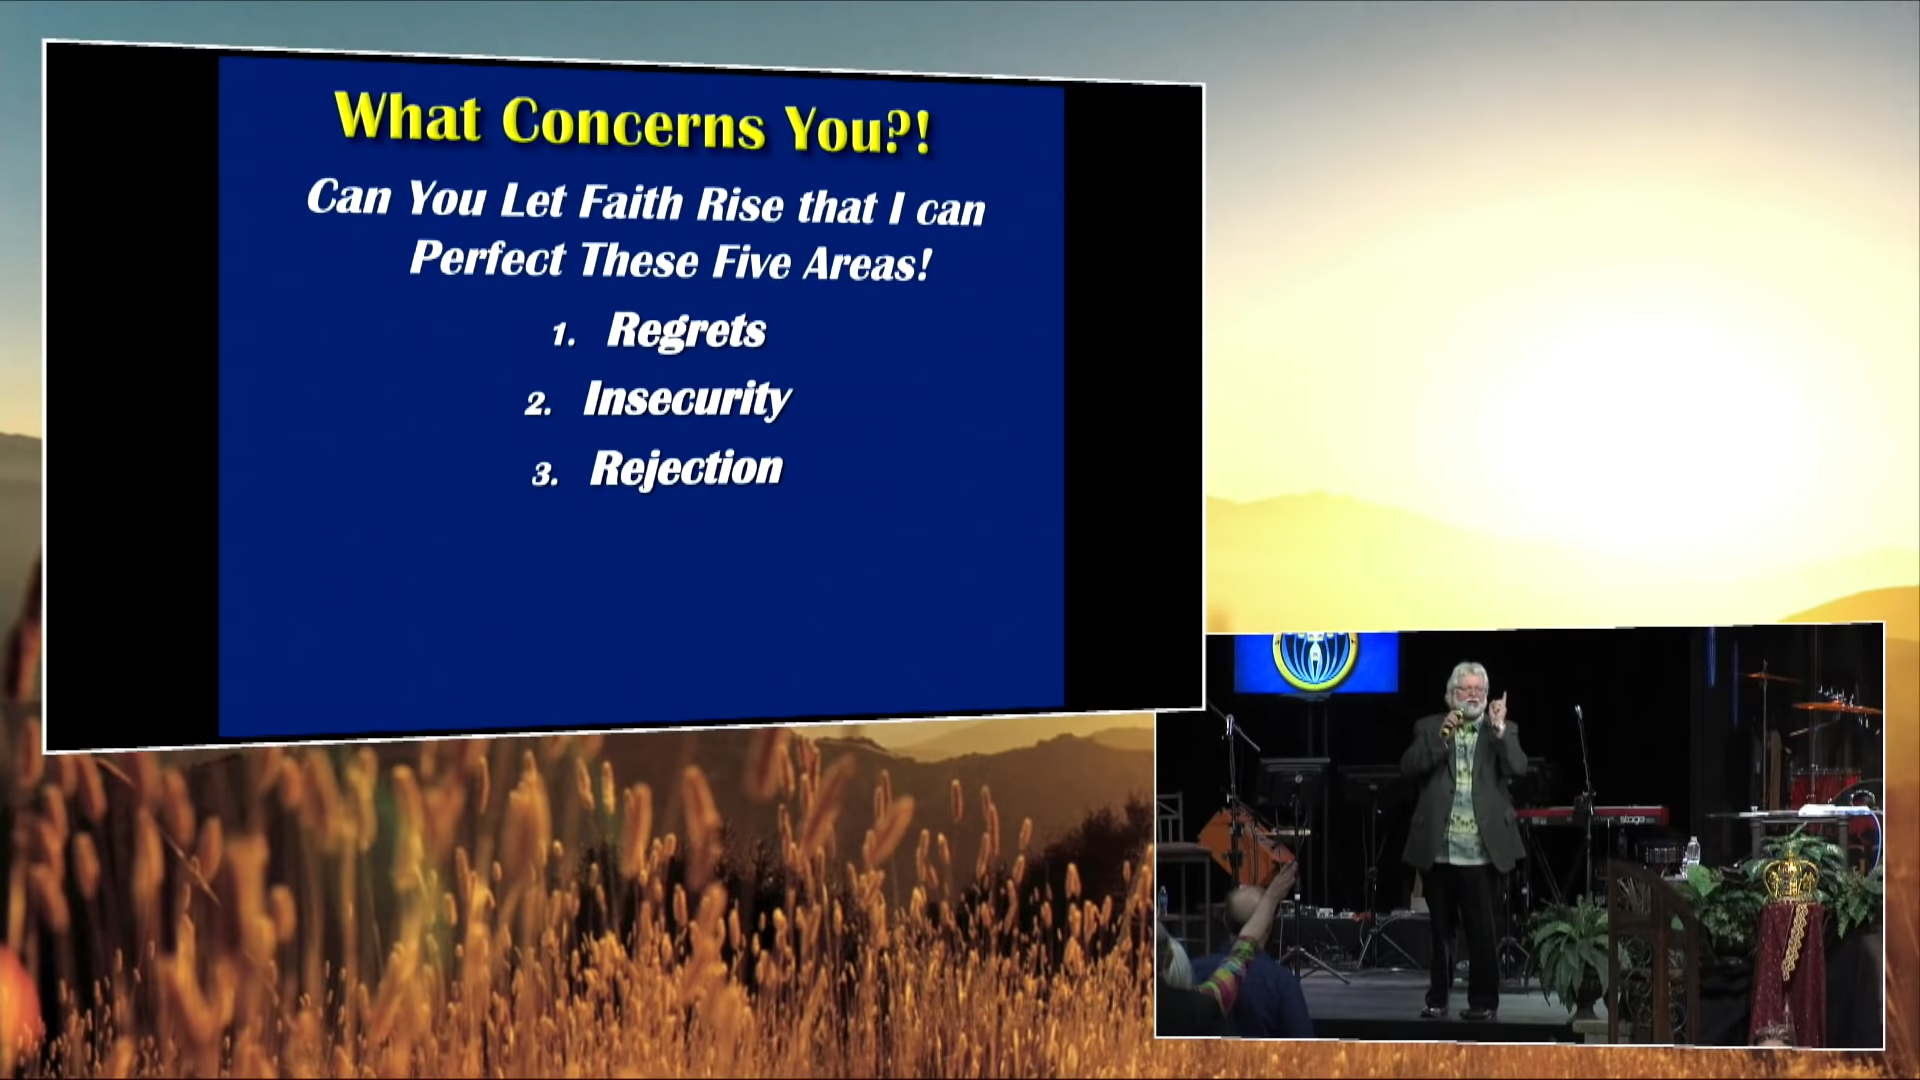 What Concerns You?!
Can You Let Faith Rise that I can
Perfect These Five Areas!
1. Regrets
2. Insecurity
3. Rejection
stage